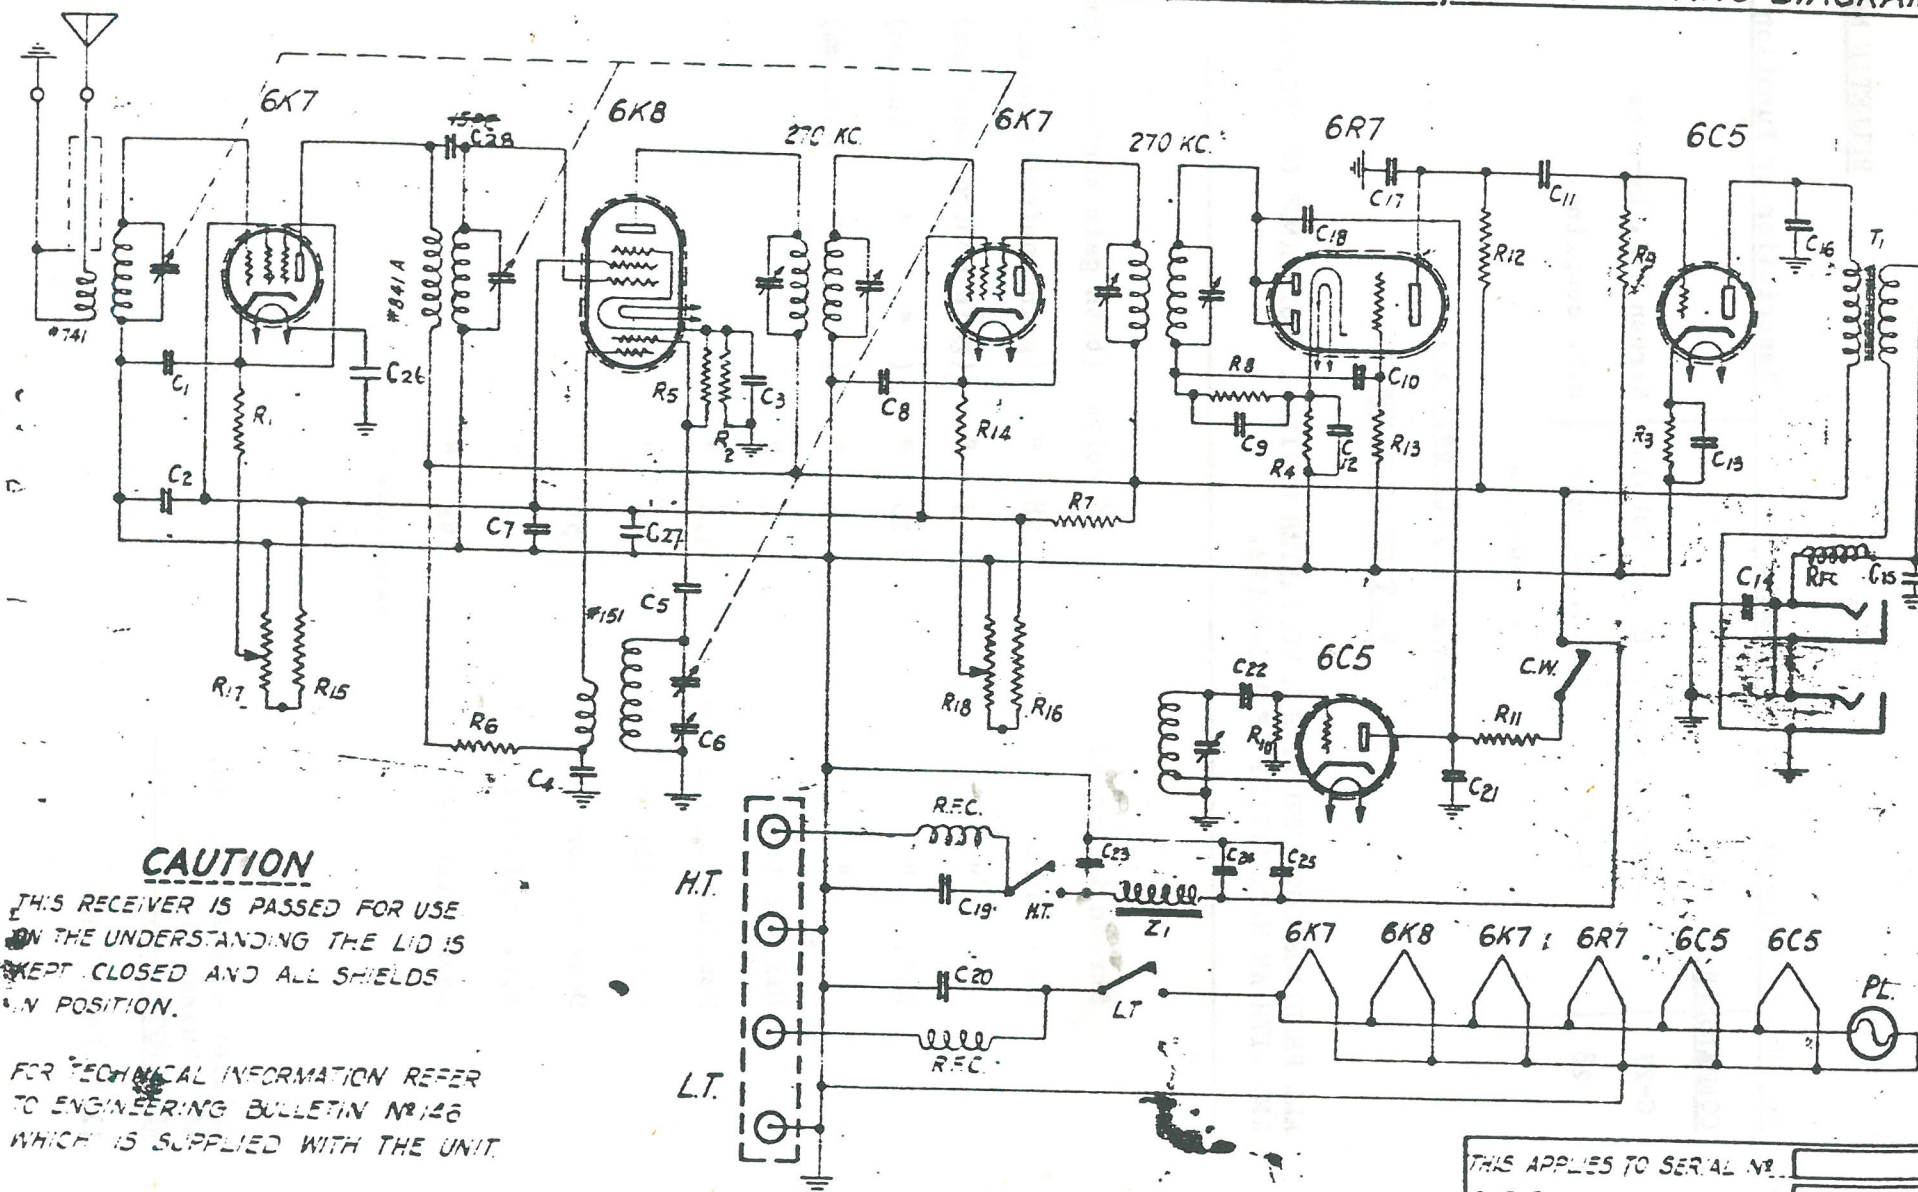 DIAGRAM
6K7
6K8
6K7
6R7
6C5
C28
270 KC.
270 KC.
C17
C11
C18
R12
R9
C16
T1
#741
#841A
C1
R1
C26
R5
R2
C3
C8
R14
R8
C10
C9
R4
C12
R13
R3
C13
C2
C7
C27
R7
C5
#151
R17
R15
R6
C4
C6
R18
R16
C22
6C5
R10
R11
C.W.
C21
C14
RFC
C15
CAUTION
THIS RECEIVER IS PASSED FOR USE
ON THE UNDERSTANDING THE LID IS
KEPT CLOSED AND ALL SHIELDS
IN POSITION.
FOR TECHNICAL INFORMATION REFER
TO ENGINEERING BULLETIN Nº 146
WHICH IS SUPPLIED WITH THE UNIT.
H.T.
R.F.C.
C19
H.T.
C23
C24
C25
Z1
L.T.
C20
R.F.C.
L.T
6K7 6K8 6K7 6R7 6C5 6C5
P.L.
THIS APPLIES TO SERIAL Nº